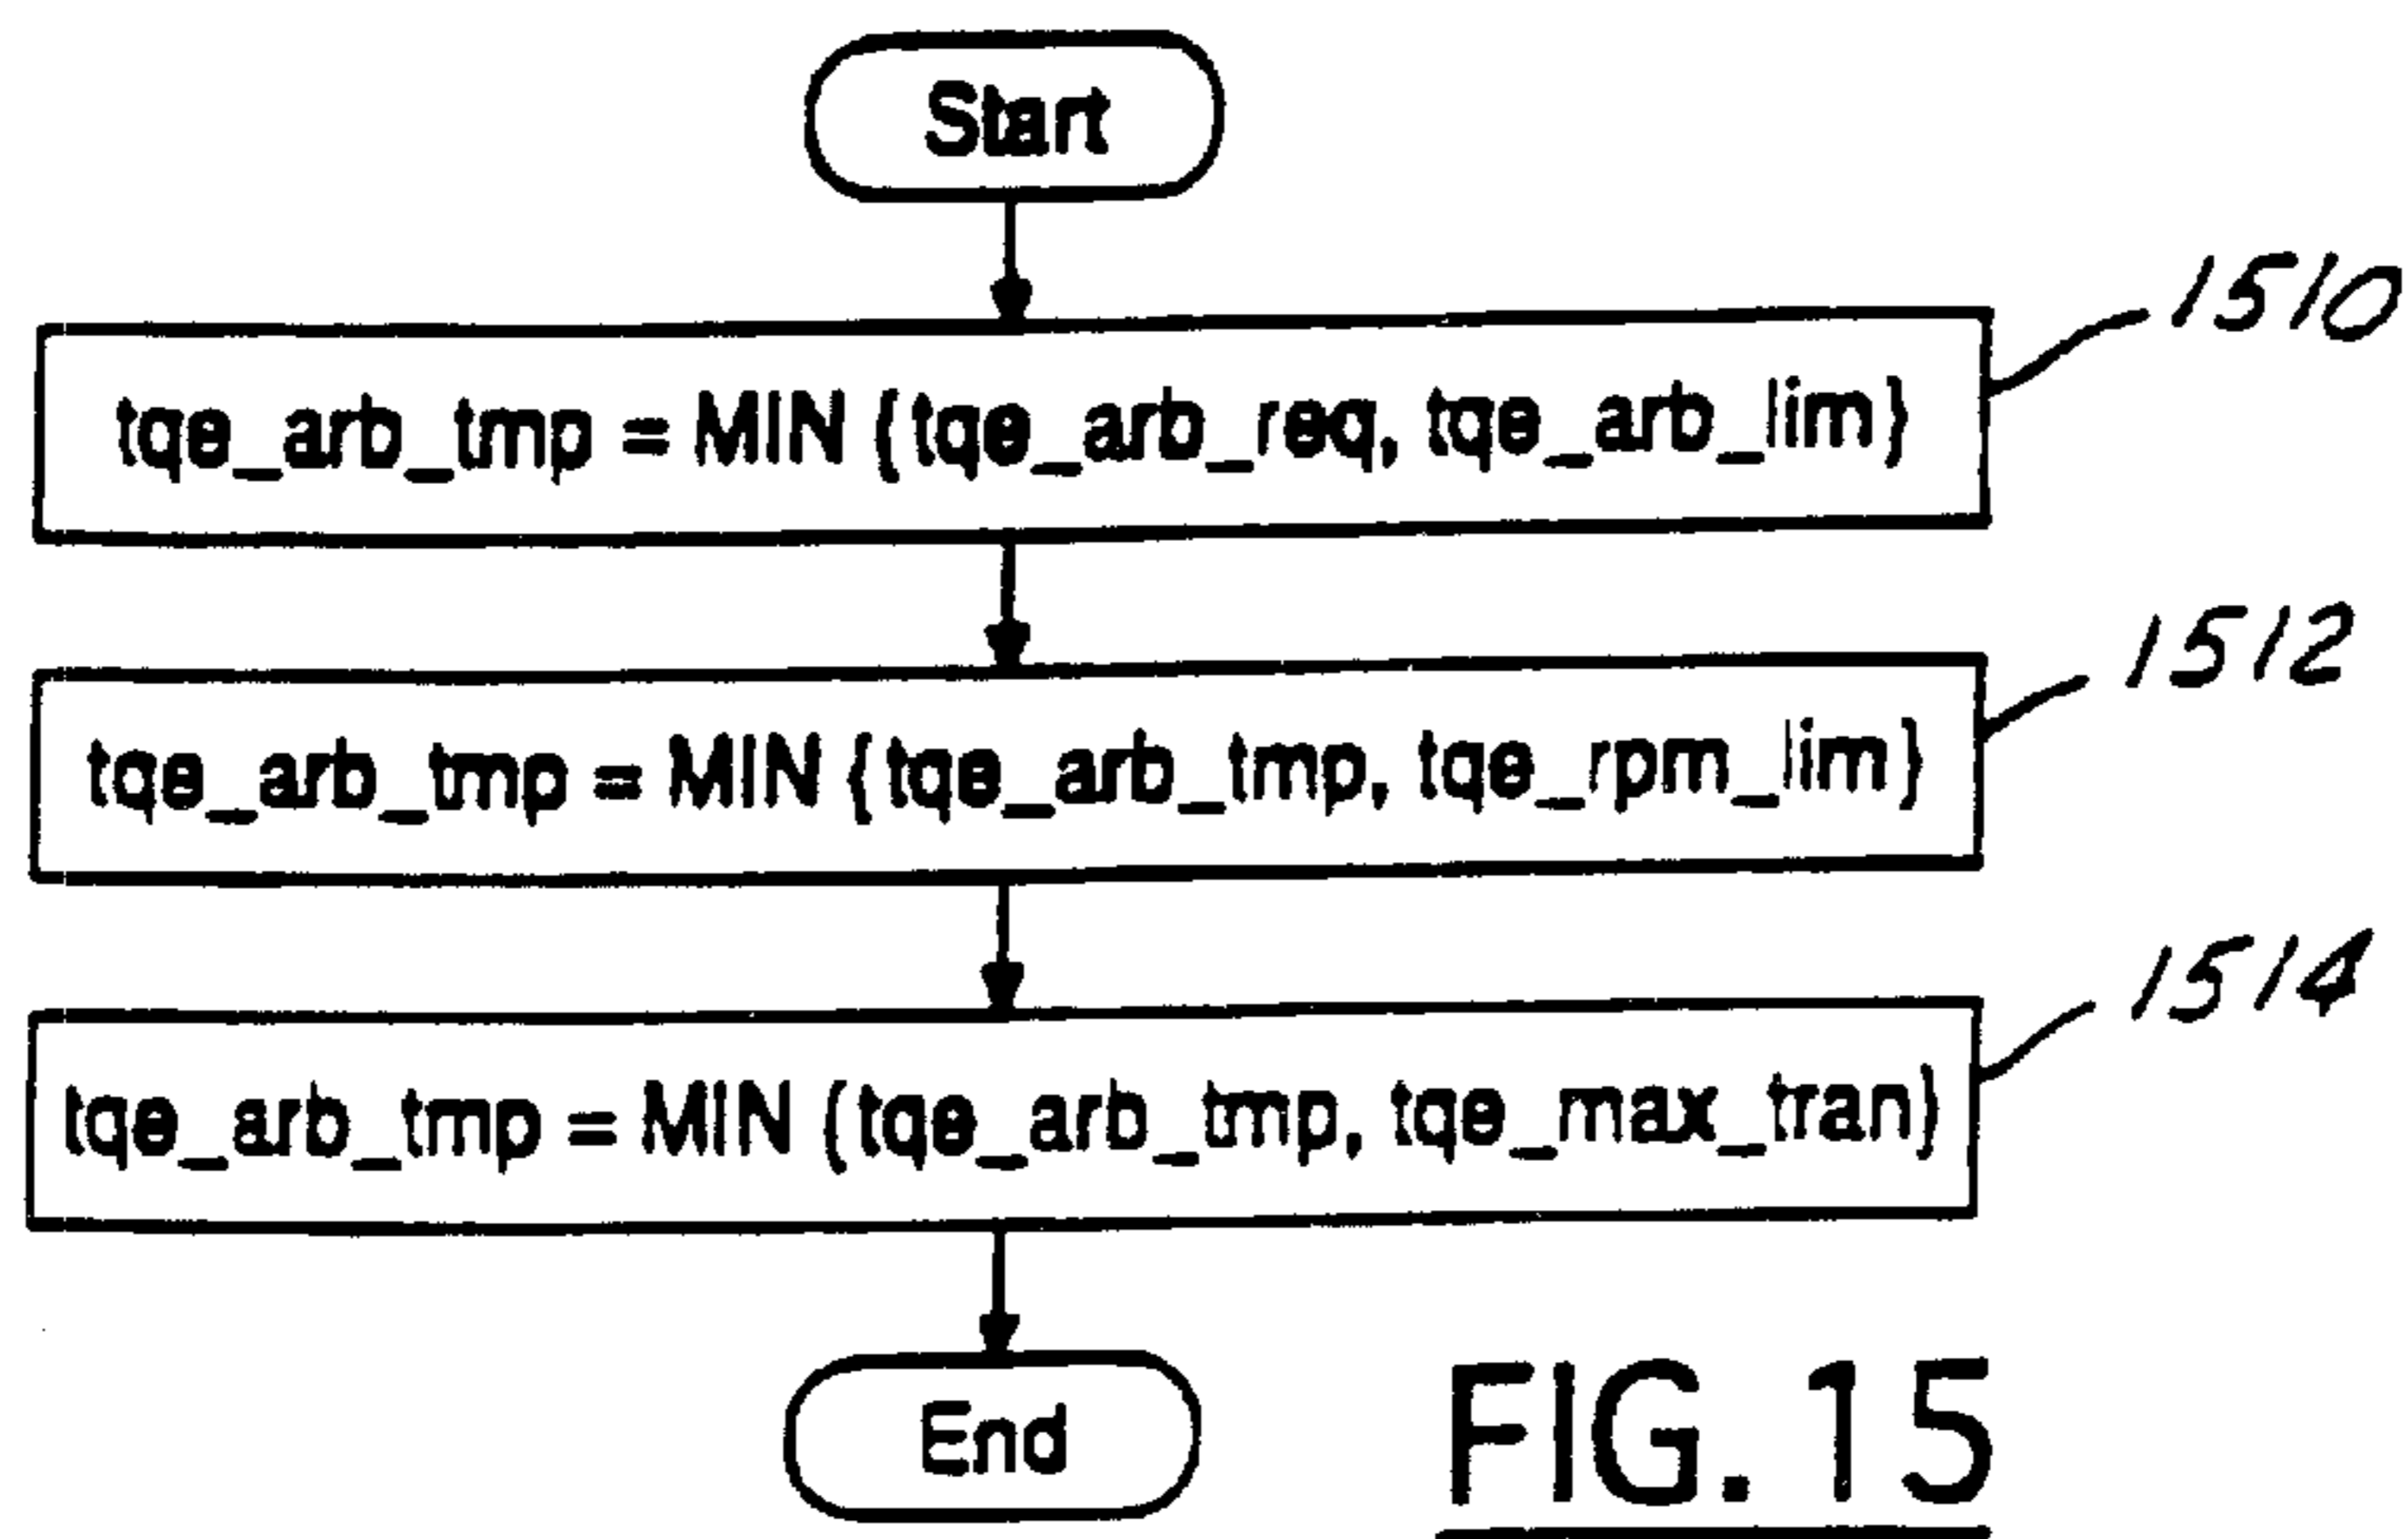 Start
1510
tqe_arb_tmp = MIN {tqe_arb_req, tqe_arb_lim}
1512
tqe_arb_tmp = MIN {tqe_arb_tmp, tqe_rpm_lim}
1514
tqe_arb_tmp = MIN {tqe_arb_tmp, tqe_max_tran}
End
FIG. 15